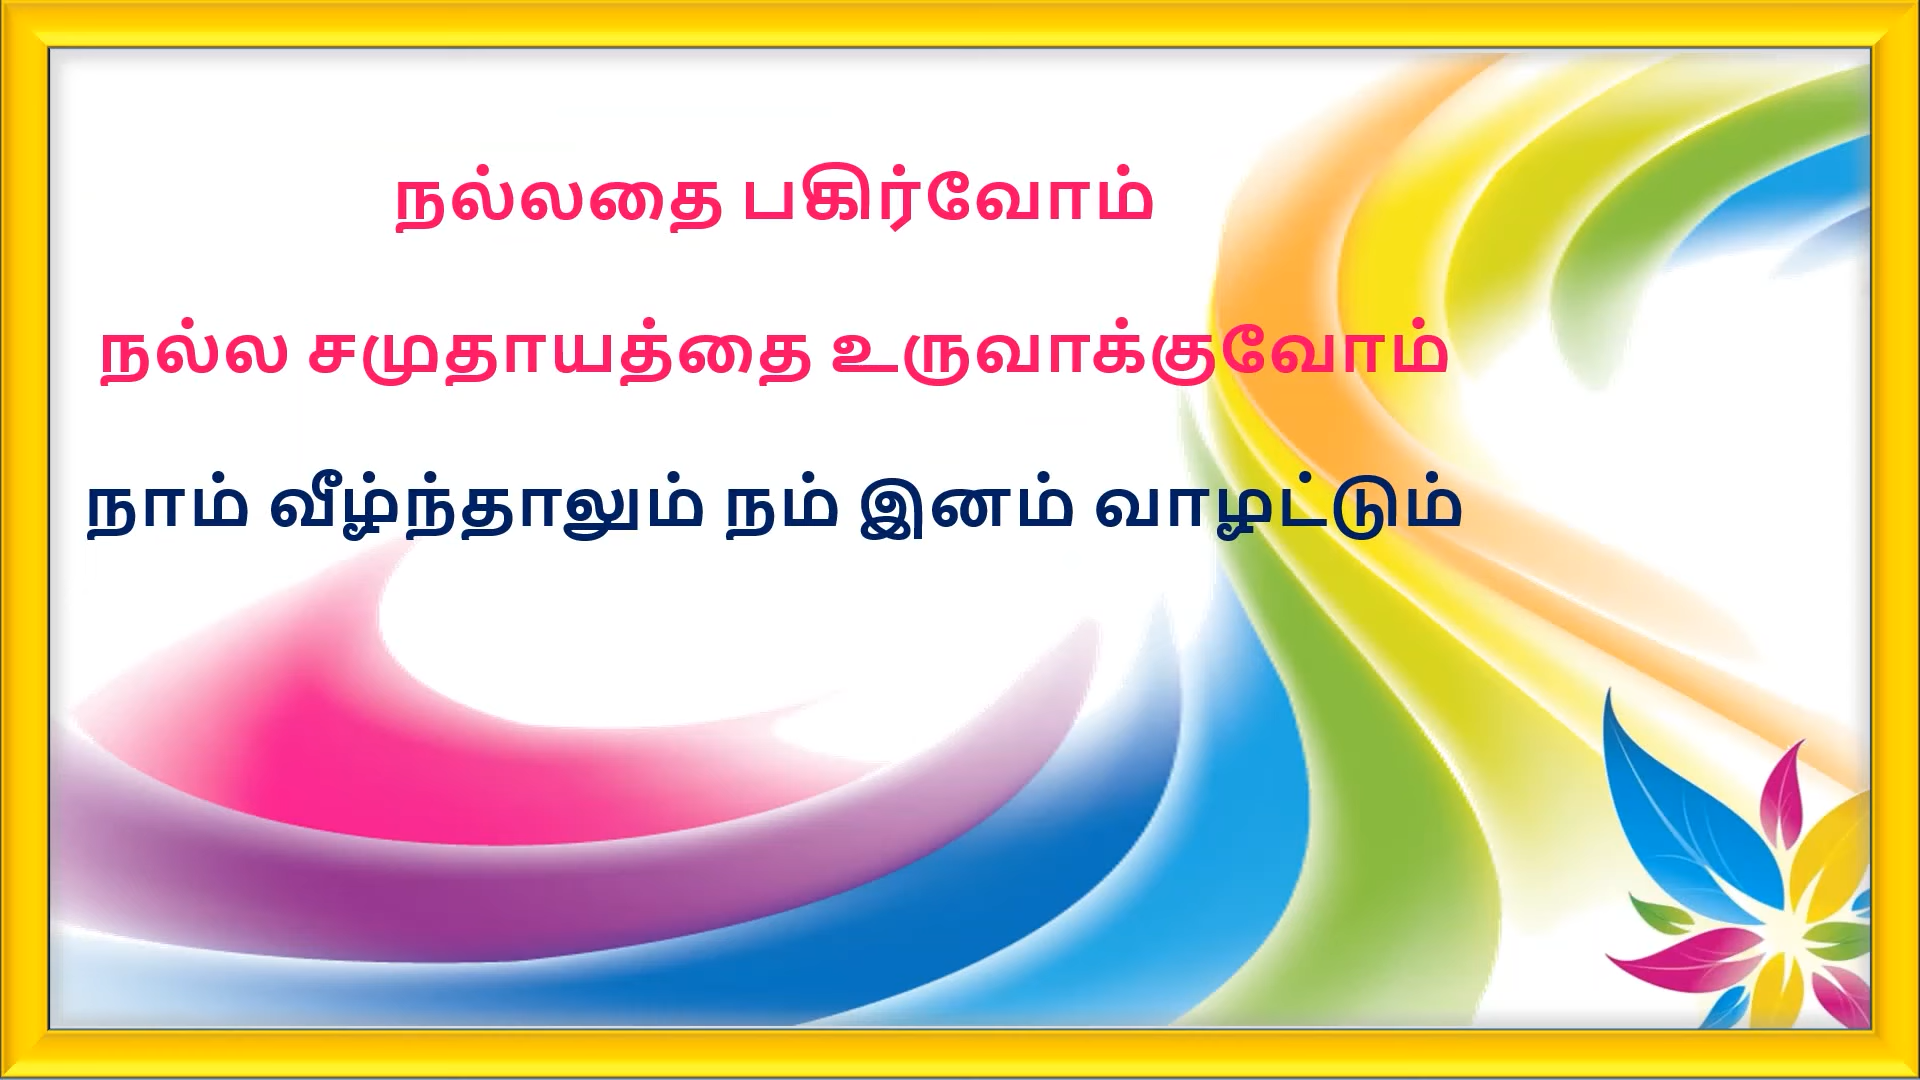 நல்லதை பகிர்வோம்
நல்ல சமுதாயத்தை உருவாக்குவோம்
நாம் வீழ்ந்தாலும் நம் இனம் வாழட்டும்